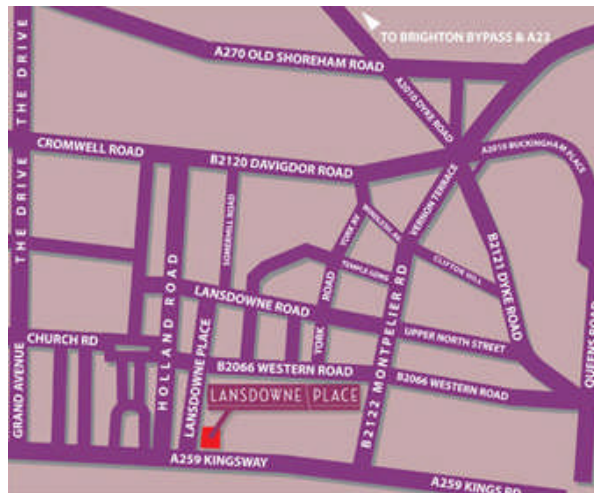 TO BRIGHTON BYPASS & A23
A270 OLD SHOREHAM ROAD
THE DRIVE
A2010 DYKE ROAD
CROMWELL ROAD
B2120 DAVIGDOR ROAD
A2010 BUCKINGHAM PLACE
VERNON TERRACE
SOMERHILL ROAD
YORK AV
THE DRIVE
HOLLAND ROAD
TEMPLE GDNS
CLIFTON HILL
B2121 DYKE ROAD
LANSDOWNE ROAD
YORK ROAD
B2122 MONTPELIER RD
UPPER NORTH STREET
CHURCH RD
GRAND AVENUE
LANSDOWNE PLACE
B2066 WESTERN ROAD
B2066 WESTERN ROAD
QUEENS ROAD
LANSDOWNE PLACE
A259 KINGSWAY
A259 KINGS RD